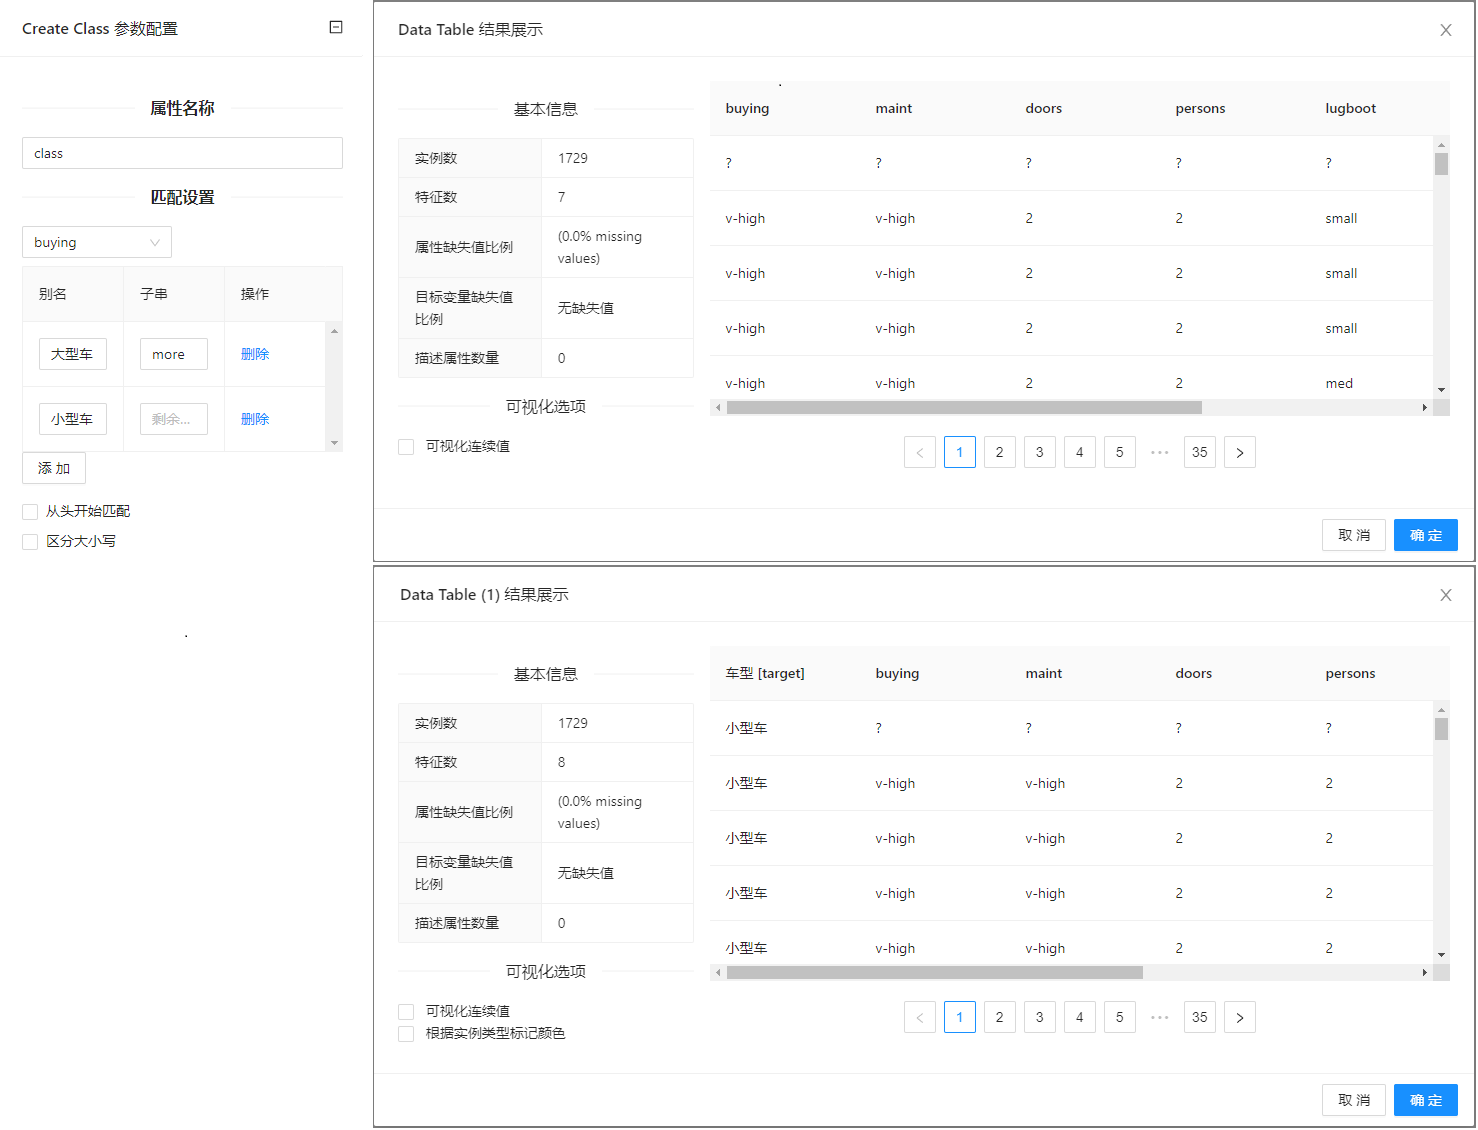 Create Class 参数配置
属性名称
class
匹配设置
buying
别名 子串 操作
大型车 more 删除
小型车 剩余... 删除
添 加
从头开始匹配
区分大小写
Data Table 结果展示
基本信息
实例数 1729
特征数 7
属性缺失值比例 (0.0% missing
values)
目标变量缺失值
比例 无缺失值
描述属性数量 0
可视化选项
可视化连续值
buying maint doors persons lugboot
? ? ? ? ?
v-high v-high 2 2 small
v-high v-high 2 2 small
v-high v-high 2 2 small
v-high v-high 2 2 med
< 1 2 3 4 5 ••• 35 >
取 消 确 定
Data Table (1) 结果展示
基本信息
实例数 1729
特征数 8
属性缺失值比例 (0.0% missing
values)
目标变量缺失值
比例 无缺失值
描述属性数量 0
可视化选项
可视化连续值
根据实例类型标记颜色
车型 [target] buying maint doors persons
小型车 ? ? ? ?
小型车 v-high v-high 2 2
小型车 v-high v-high 2 2
小型车 v-high v-high 2 2
小型车 v-high v-high 2 2
< 1 2 3 4 5 ••• 35 >
取 消 确 定